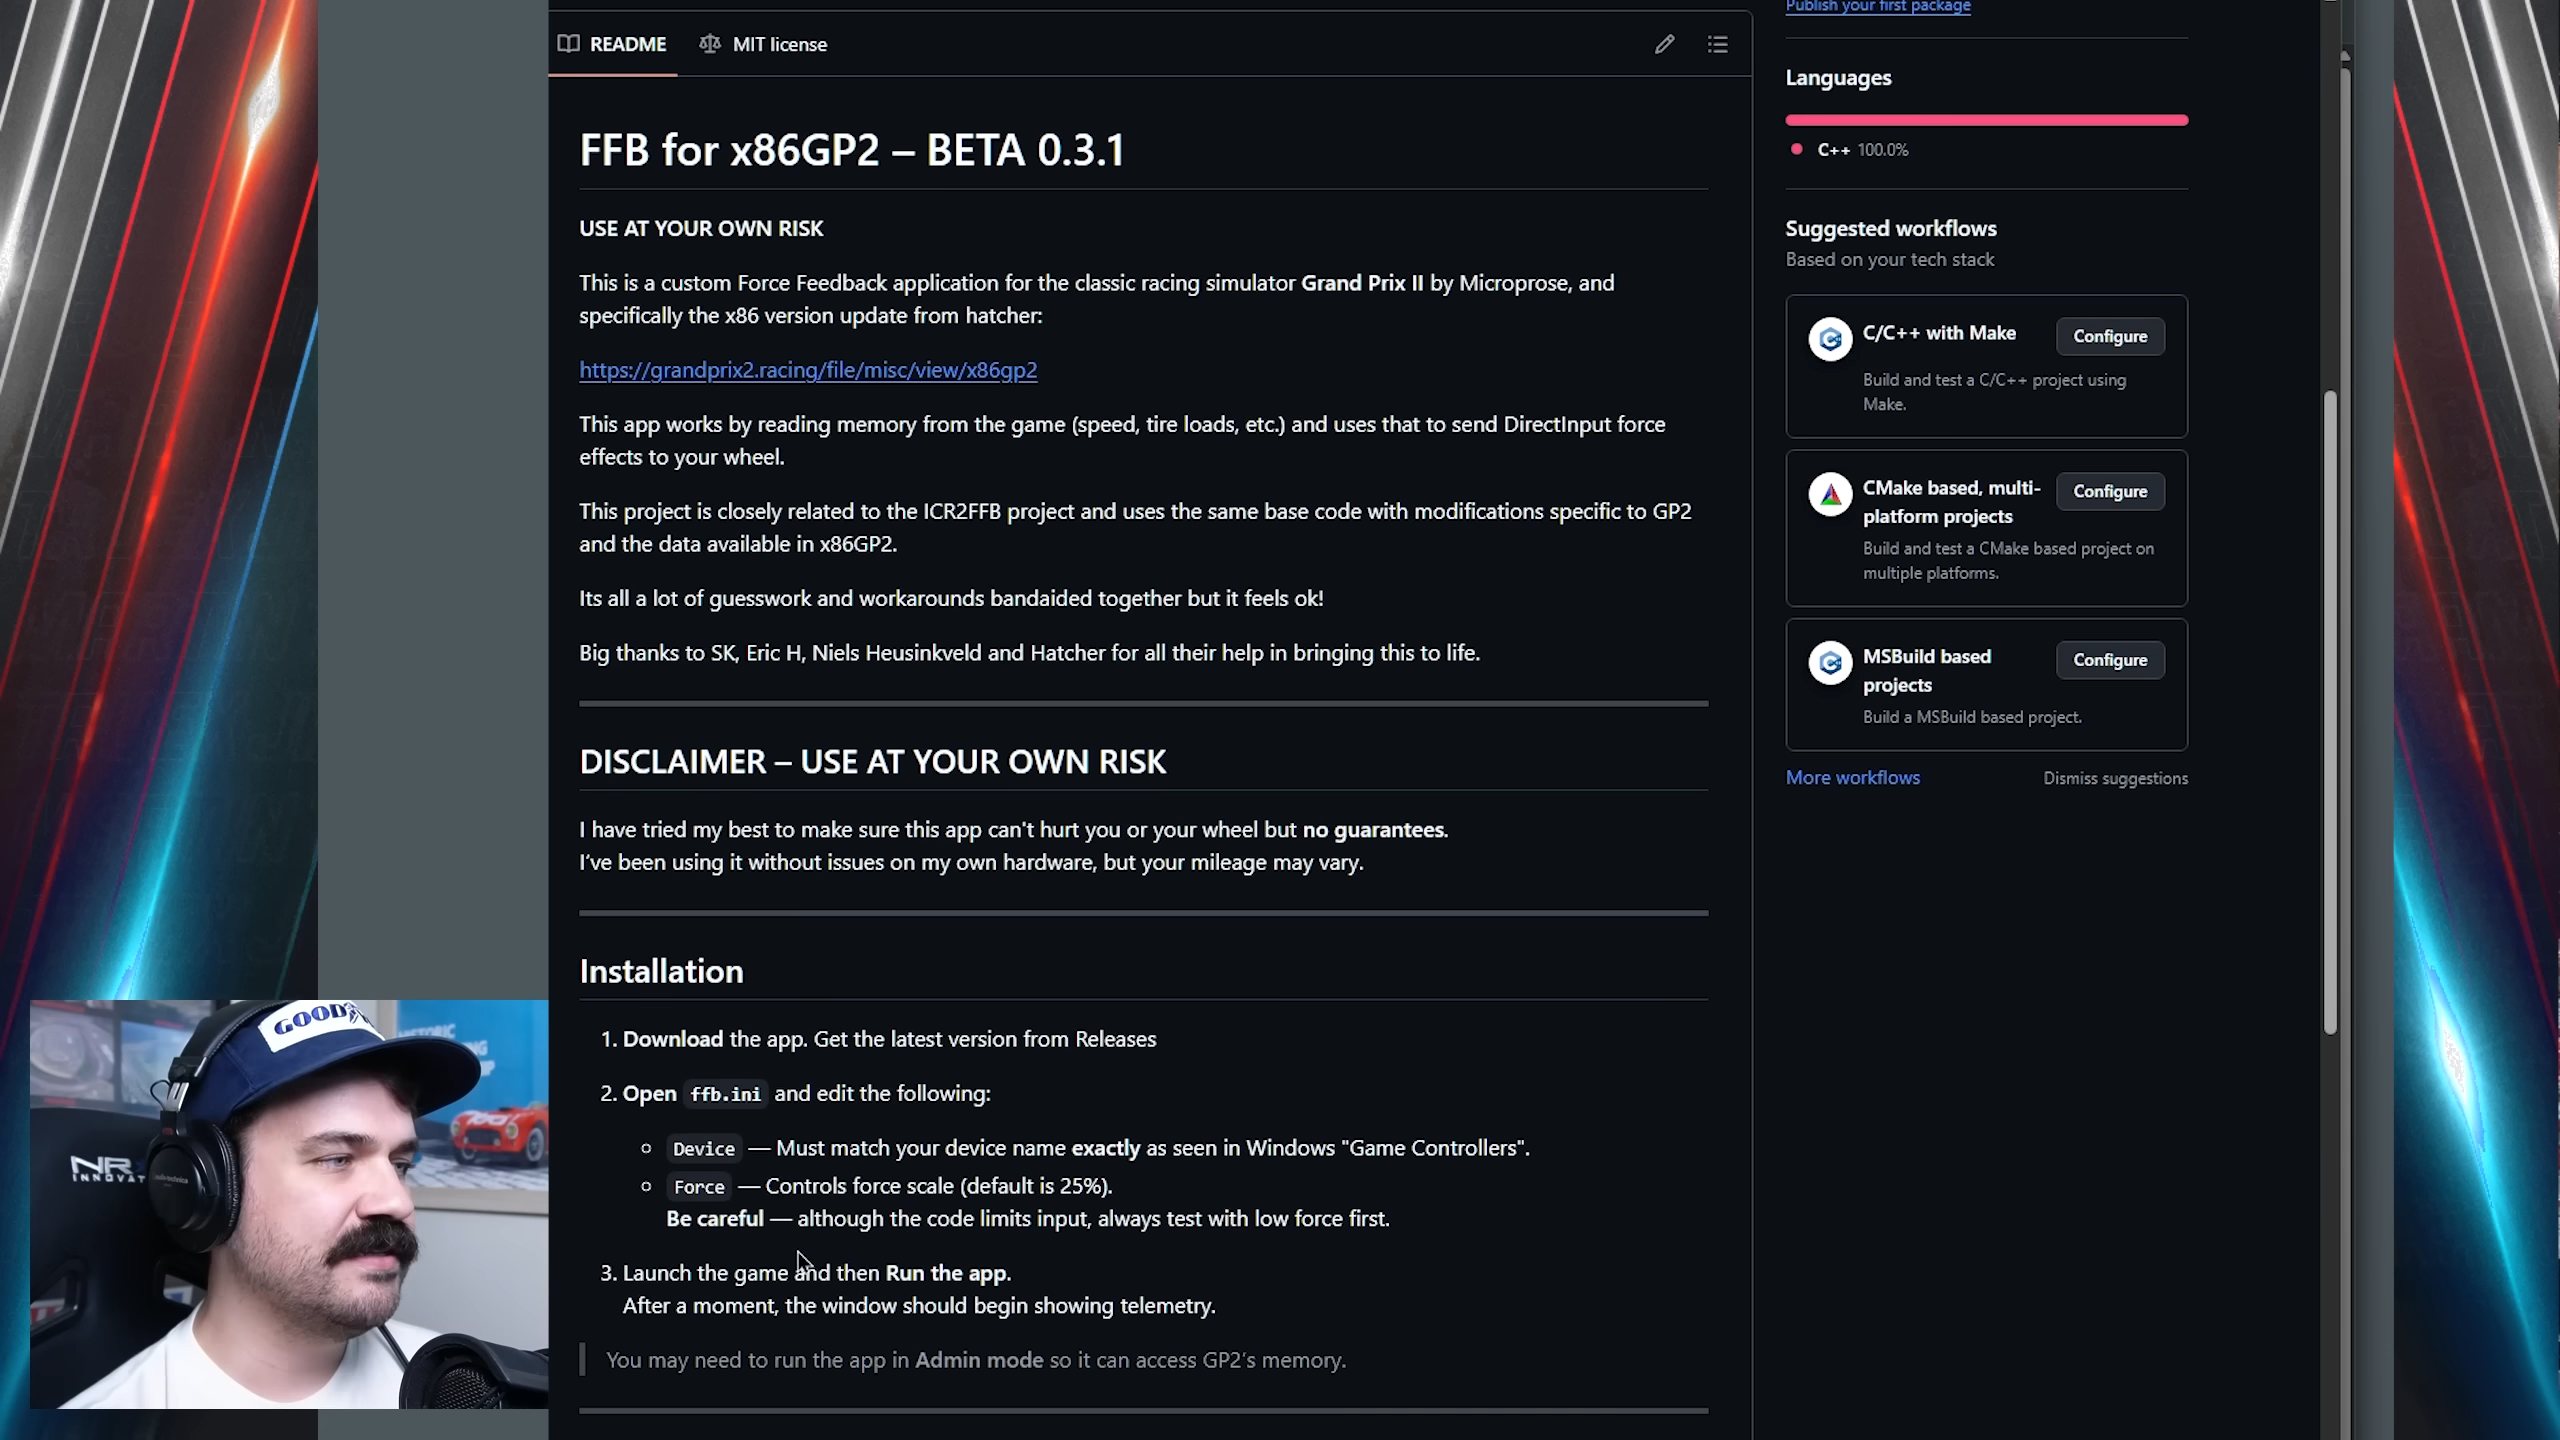 Publish your first package
README
MIT license
FFB for x86GP2 – BETA 0.3.1
USE AT YOUR OWN RISK
This is a custom Force Feedback application for the classic racing simulator Grand Prix II by Microprose, and
specifically the x86 version update from hatcher:
https://grandprix2.racing/file/misc/view/x86gp2
This app works by reading memory from the game (speed, tire loads, etc.) and uses that to send DirectInput force
effects to your wheel.
This project is closely related to the ICR2FFB project and uses the same base code with modifications specific to GP2
and the data available in x86GP2.
Its all a lot of guesswork and workarounds bandaided together but it feels ok!
Big thanks to SK, Eric H, Niels Heusinkveld and Hatcher for all their help in bringing this to life.
DISCLAIMER – USE AT YOUR OWN RISK
I have tried my best to make sure this app can't hurt you or your wheel but no guarantees.
I've been using it without issues on my own hardware, but your mileage may vary.
Installation
1. Download the app. Get the latest version from Releases
2. Open ffb.ini and edit the following:
Device — Must match your device name exactly as seen in Windows "Game Controllers".
Force — Controls force scale (default is 25%).
Be careful — although the code limits input, always test with low force first.
3. Launch the game and then Run the app.
After a moment, the window should begin showing telemetry.
You may need to run the app in Admin mode so it can access GP2's memory.
Languages
C++ 100.0%
Suggested workflows
Based on your tech stack
C/C++ with Make
Configure
Build and test a C/C++ project using
Make.
CMake based, multi-
platform projects
Configure
Build and test a CMake based project on
multiple platforms.
MSBuild based
projects
Configure
Build a MSBuild based project.
More workflows
Dismiss suggestions
NR